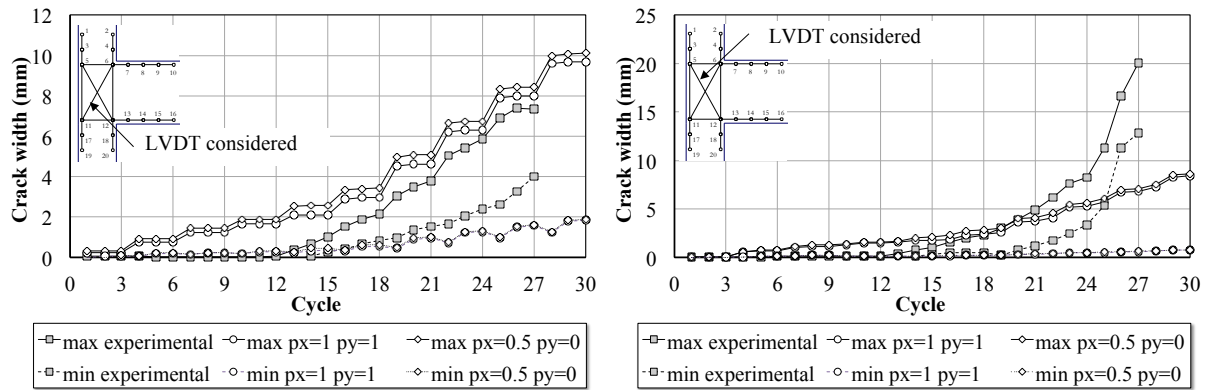 12
10
8
6
4
2
0
Crack width (mm)
1 2
3 4
5 6
7 8 9 10
11 12
13 14 15 16
17 18
19 20
LVDT considered
0 3 6 9 12 15 18 21 24 27 30
Cycle
max experimental max px=1 py=1 max px=0.5 py=0
min experimental min px=1 py=1 min px=0.5 py=0
25
20
15
10
5
0
Crack width (mm)
1 2
3 4
5 6
7 8 9 10
11 12
13 14 15 16
17 18
19 20
LVDT considered
0 3 6 9 12 15 18 21 24 27 30
Cycle
max experimental max px=1 py=1 max px=0.5 py=0
min experimental min px=1 py=1 min px=0.5 py=0